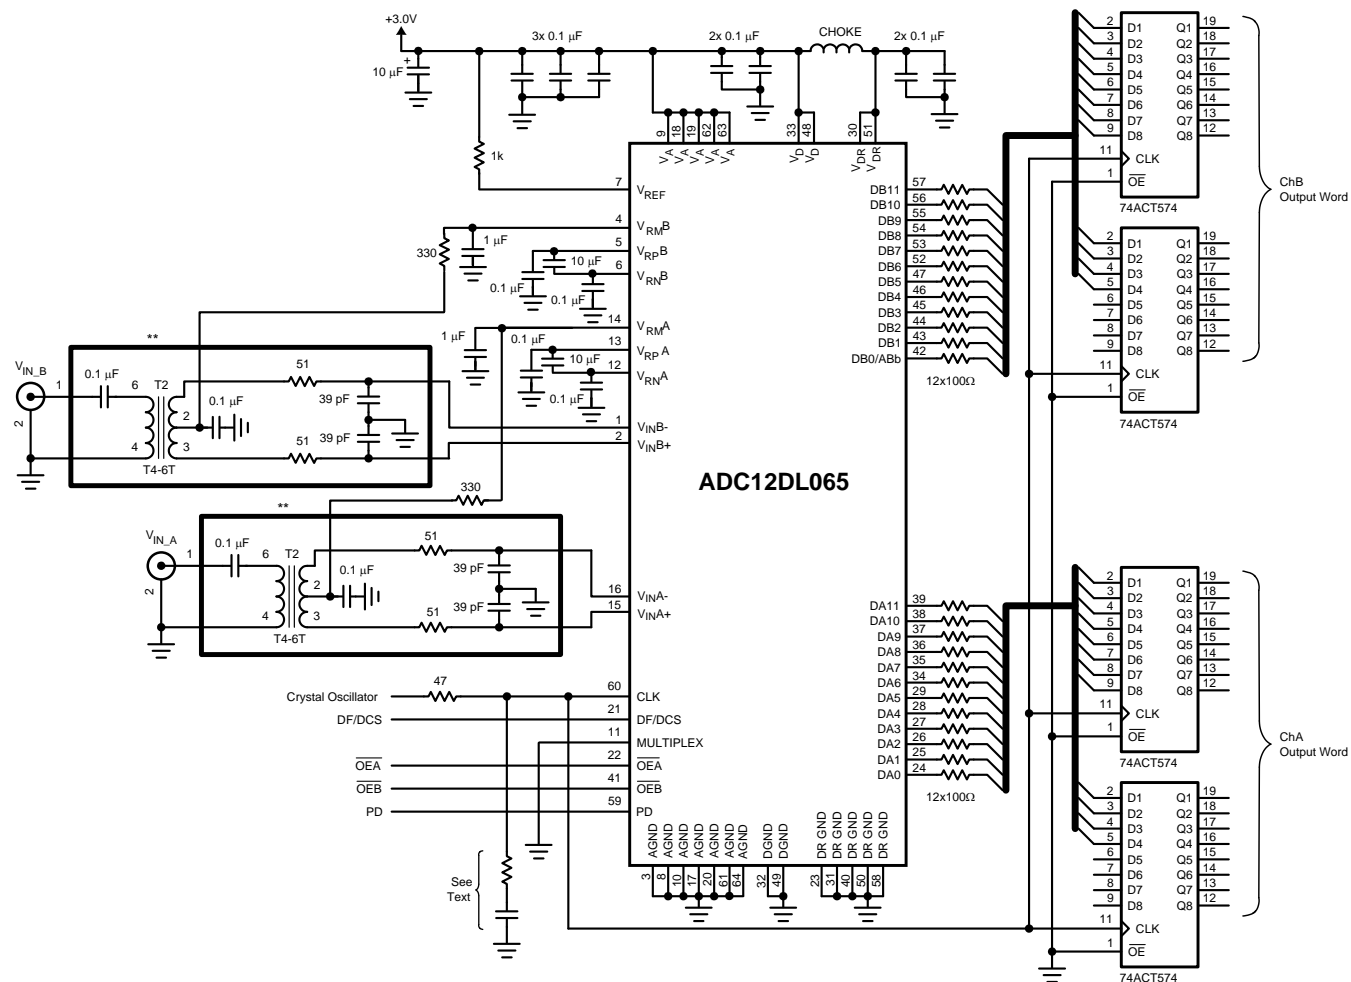 +3.0V
10 µF
+
3x 0.1 µF
2x 0.1 µF
CHOKE
2x 0.1 µF
1k
9
18
19
62
63
33
48
30
51
VA
VA
VA
VA
VA
VD
VD
VDR
VDR
7
VREF
4
VRMB
5
VRPB
6
VRNB
14
VRMA
13
VRP A
12
VRNA
1
VINB-
2
VINB+
16
VINA-
15
VINA+
60
CLK
21
DF/DCS
11
MULTIPLEX
22
OEA
41
OEB
59
PD
330
1 µF
10 µF
0.1 µF
0.1 µF
1 µF
0.1 µF
10 µF
0.1 µF
**
VIN_B
1
2
0.1 µF
6
T2
4
T4-6T
2
3
0.1 µF
51
39 pF
39 pF
51
330
**
VIN_A
1
2
0.1 µF
6
T2
4
T4-6T
2
3
0.1 µF
51
39 pF
39 pF
51
Crystal Oscillator
47
DF/DCS
OEA
OEB
PD
See
Text
ADC12DL065
DB11 57
DB10 56
DB9 55
DB8 54
DB7 53
DB6 52
DB5 47
DB4 46
DB3 45
DB2 44
DB1 43
DB0/ABb 42
12x100Ω
DA11 39
DA10 38
DA9 37
DA8 36
DA7 35
DA6 34
DA5 29
DA4 28
DA3 27
DA2 26
DA1 25
DA0 24
12x100Ω
AGND
AGND
AGND
AGND
AGND
AGND
AGND
DGND
DGND
DR GND
DR GND
DR GND
DR GND
DR GND
3
8
10
17
20
61
64
32
49
23
31
40
50
58
2 D1 Q1 19
3 D2 Q2 18
4 D3 Q3 17
5 D4 Q4 16
6 D5 Q5 15
7 D6 Q6 14
8 D7 Q7 13
9 D8 Q8 12
11 CLK
1 OE
74ACT574
2 D1 Q1 19
3 D2 Q2 18
4 D3 Q3 17
5 D4 Q4 16
6 D5 Q5 15
7 D6 Q6 14
8 D7 Q7 13
9 D8 Q8 12
11 CLK
1 OE
74ACT574
ChB
Output Word
2 D1 Q1 19
3 D2 Q2 18
4 D3 Q3 17
5 D4 Q4 16
6 D5 Q5 15
7 D6 Q6 14
8 D7 Q7 13
9 D8 Q8 12
11 CLK
1 OE
74ACT574
2 D1 Q1 19
3 D2 Q2 18
4 D3 Q3 17
5 D4 Q4 16
6 D5 Q5 15
7 D6 Q6 14
8 D7 Q7 13
9 D8 Q8 12
11 CLK
1 OE
74ACT574
ChA
Output Word